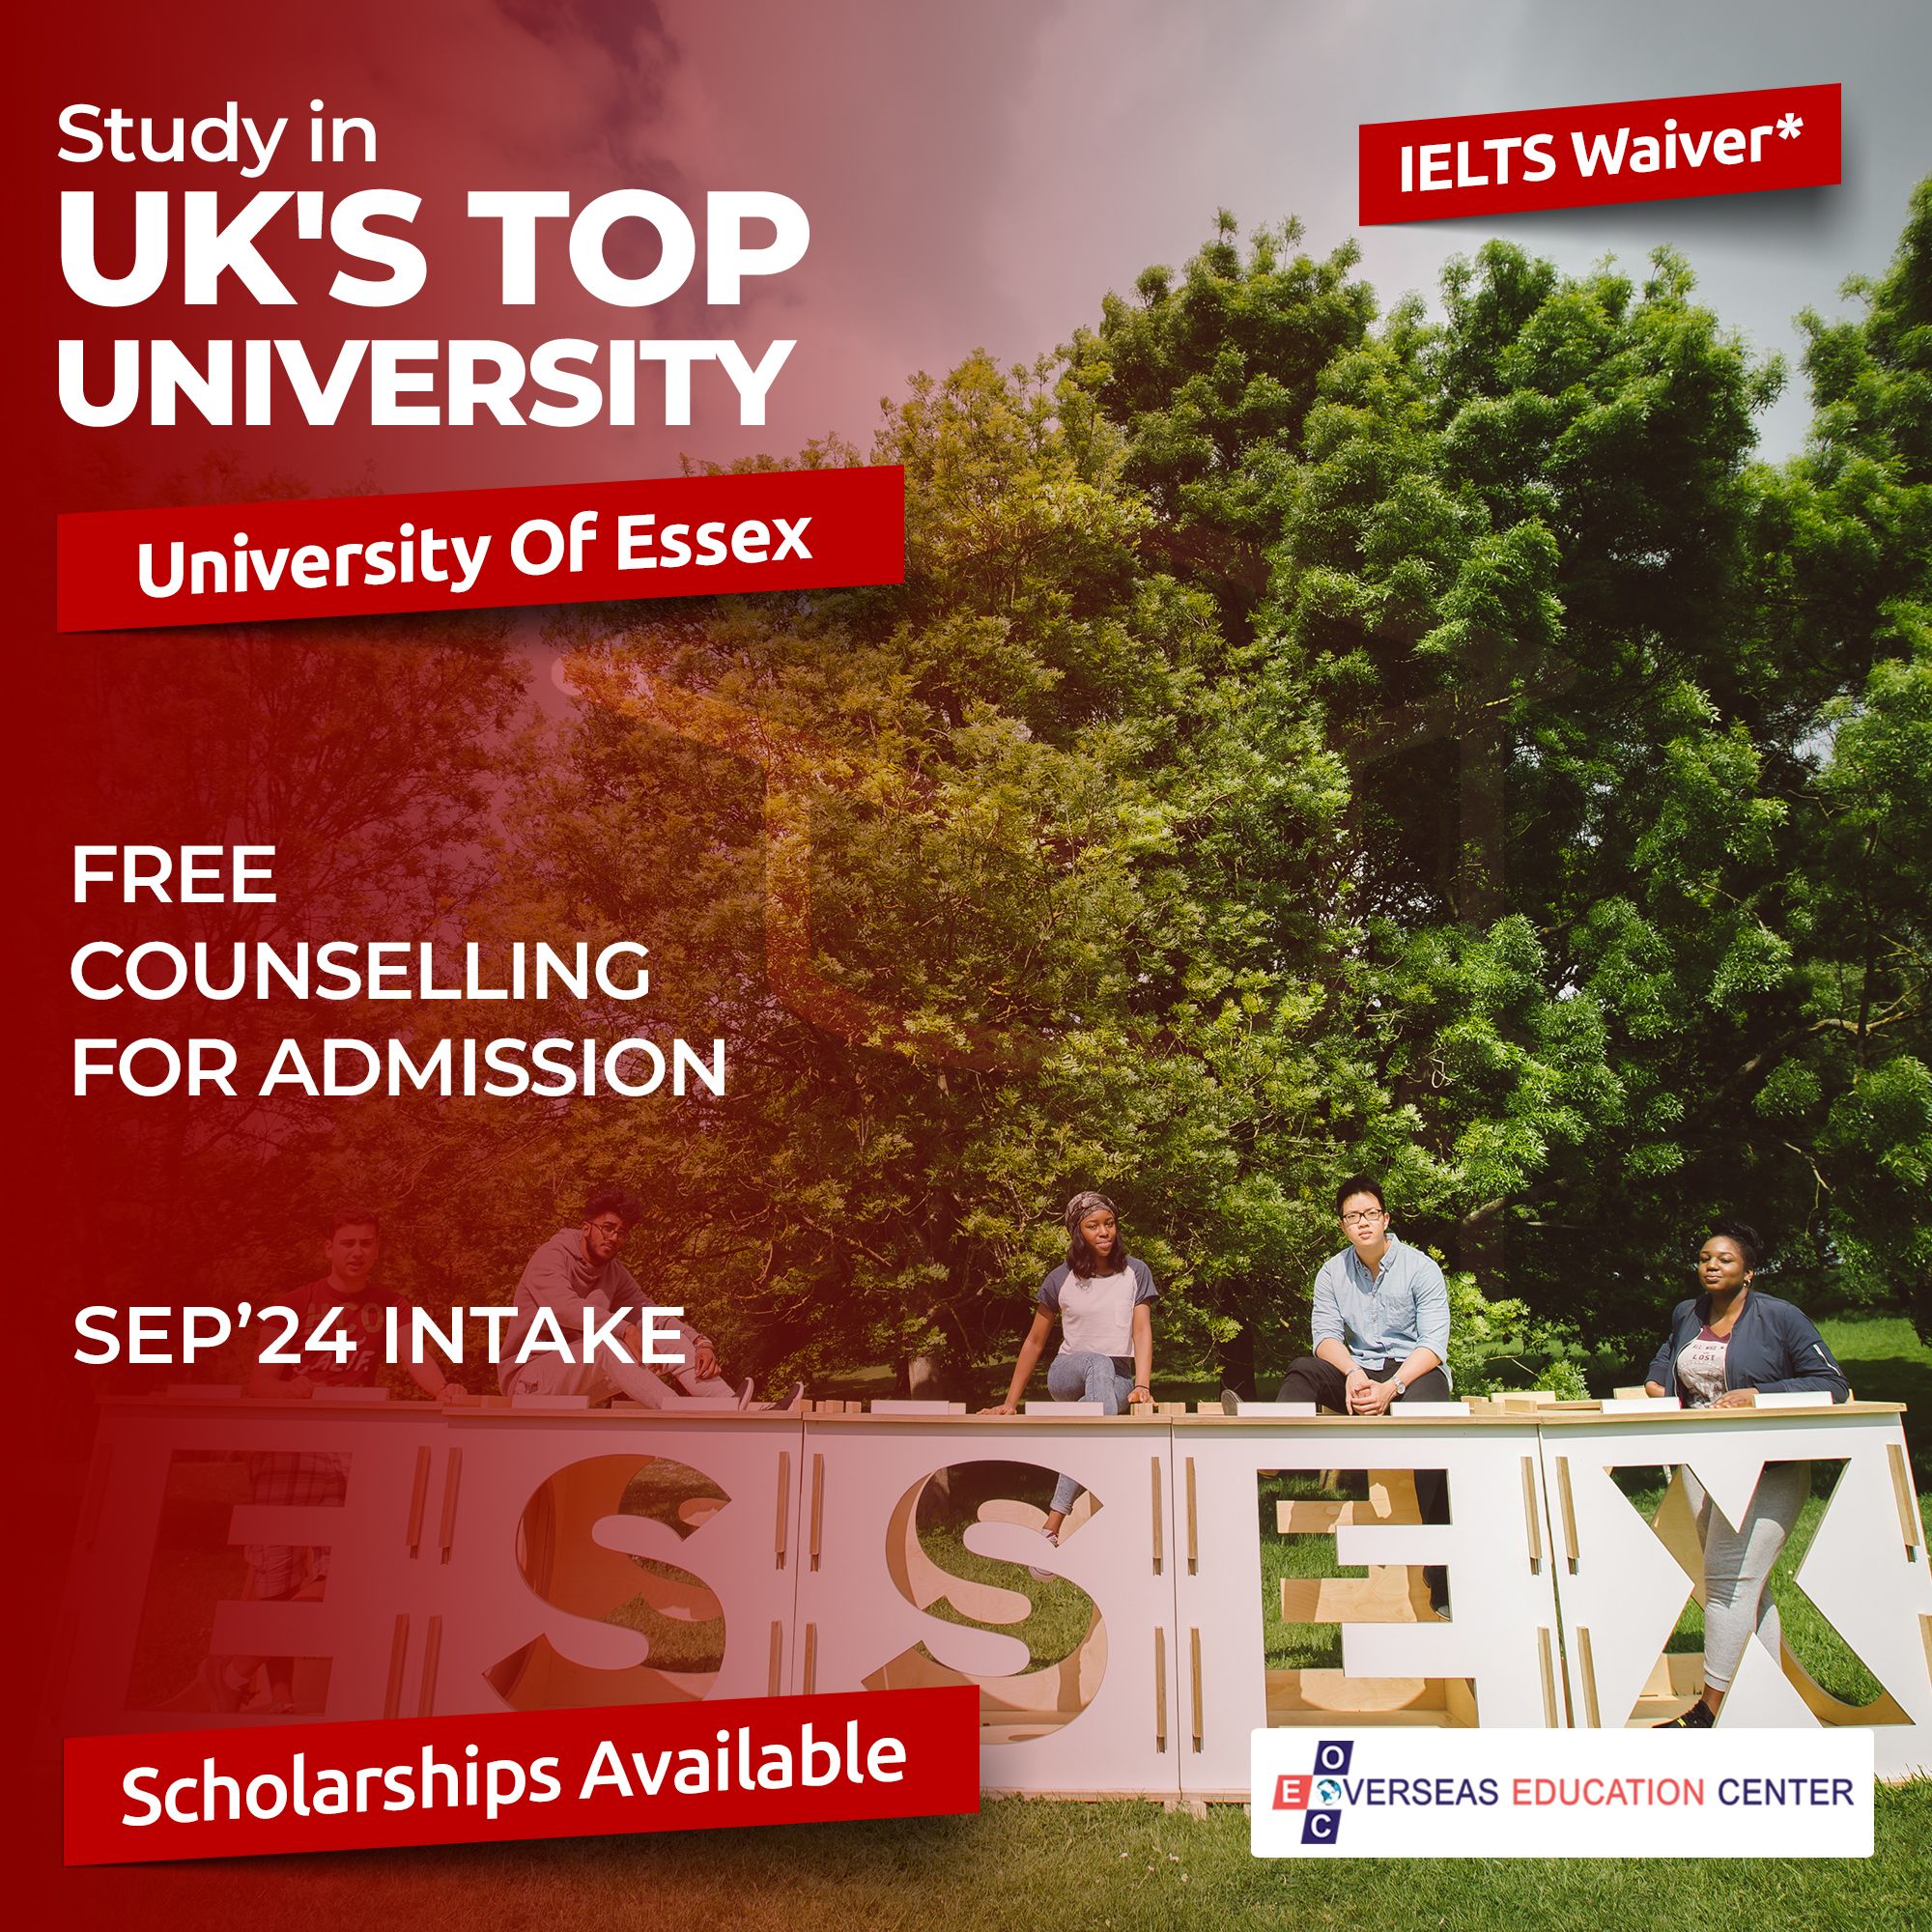 Study in
UK'S TOP
UNIVERSITY
IELTS Waiver*
University Of Essex
FREE
COUNSELLING
FOR ADMISSION
SEP’24 INTAKE
LOST
ESSEX
Scholarships Available
O
E OVERSEAS EDUCATION CENTER
C